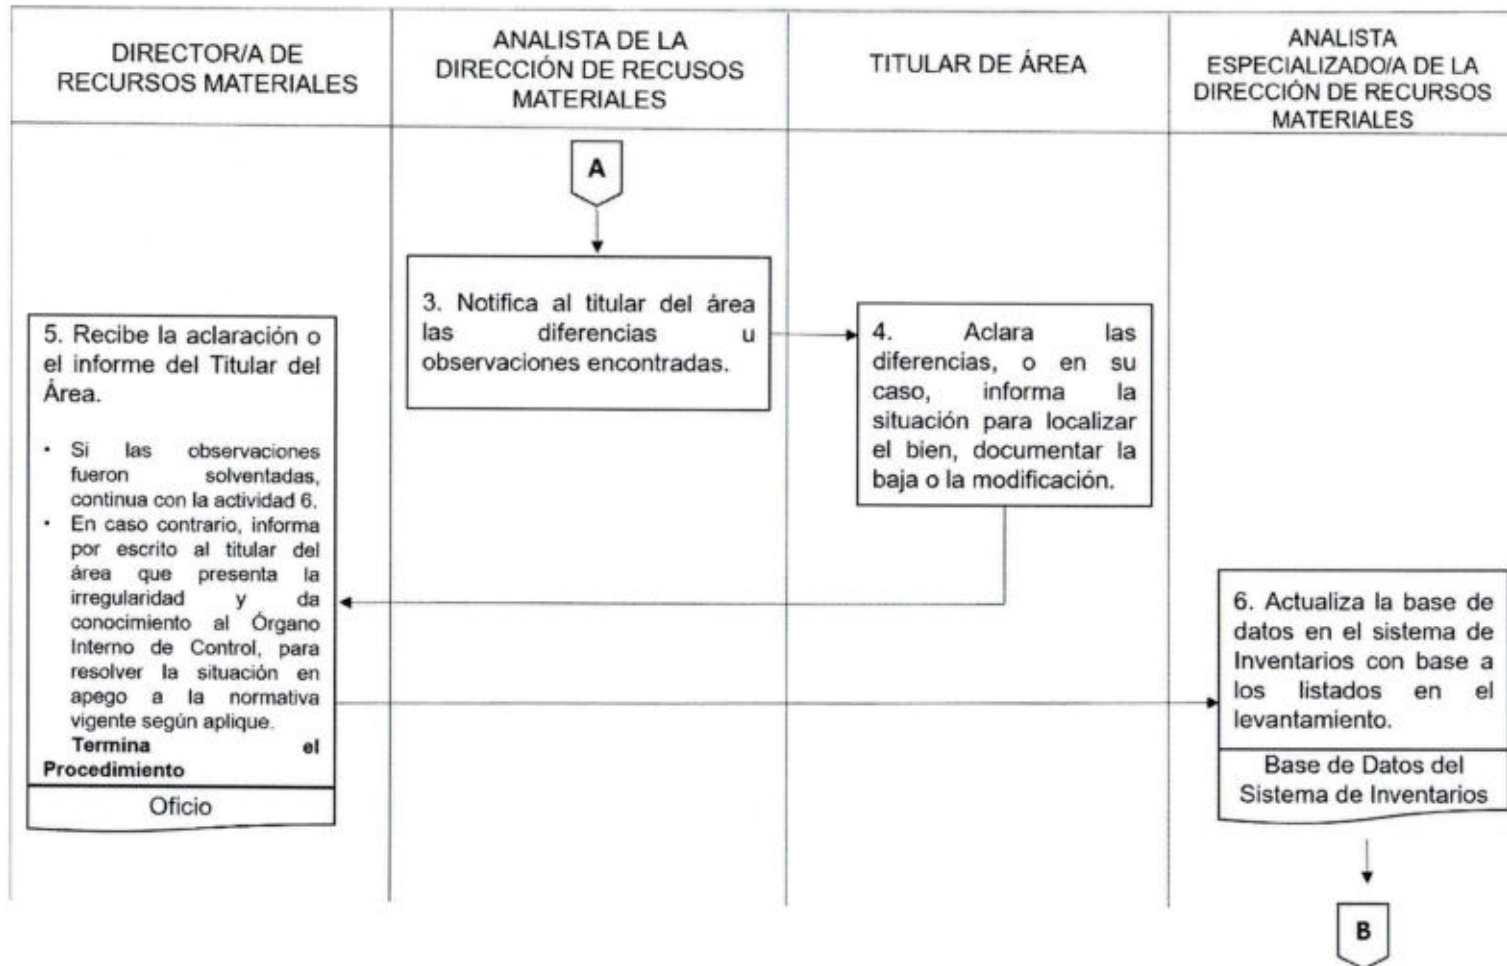 DIRECTOR/A DE
RECURSOS MATERIALES
ANALISTA DE LA
DIRECCIÓN DE RECUSOS
MATERIALES
TITULAR DE ÁREA
ANALISTA
ESPECIALIZADO/A DE LA
DIRECCIÓN DE RECURSOS
MATERIALES
A
3. Notifica al titular del área
las diferencias u
observaciones encontradas.
4. Aclara las
diferencias, o en su
caso, informa la
situación para localizar
el bien, documentar la
baja o la modificación.
5. Recibe la aclaración o
el informe del Titular del
Área.
• Si las observaciones
fueron solventadas,
continua con la actividad 6.
• En caso contrario, informa
por escrito al titular del
área que presenta la
irregularidad y da
conocimiento al Órgano
Interno de Control, para
resolver la situación en
apego a la normativa
vigente según aplique.
Termina el
Procedimiento
Oficio
6. Actualiza la base de
datos en el sistema de
Inventarios con base a
los listados en el
levantamiento.
Base de Datos del
Sistema de Inventarios
B